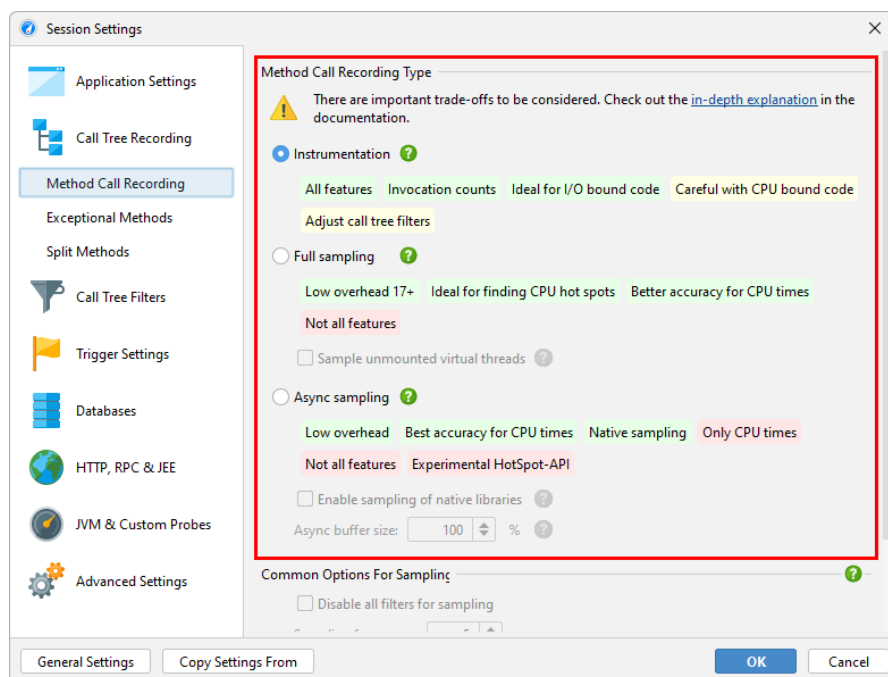 Session Settings
Application Settings
Call Tree Recording
Method Call Recording
Exceptional Methods
Split Methods
Call Tree Filters
Trigger Settings
Databases
HTTP, RPC & JEE
JVM & Custom Probes
Advanced Settings
Method Call Recording Type
There are important trade-offs to be considered. Check out the in-depth explanation in the
documentation.
Instrumentation
All features Invocation counts Ideal for I/O bound code Careful with CPU bound code
Adjust call tree filters
Full sampling
Low overhead 17+ Ideal for finding CPU hot spots Better accuracy for CPU times
Not all features
Sample unmounted virtual threads
Async sampling
Low overhead Best accuracy for CPU times Native sampling Only CPU times
Not all features Experimental HotSpot-API
Enable sampling of native libraries
Async buffer size: 100 %
Common Options For Sampling
Disable all filters for sampling
General Settings Copy Settings From OK Cancel